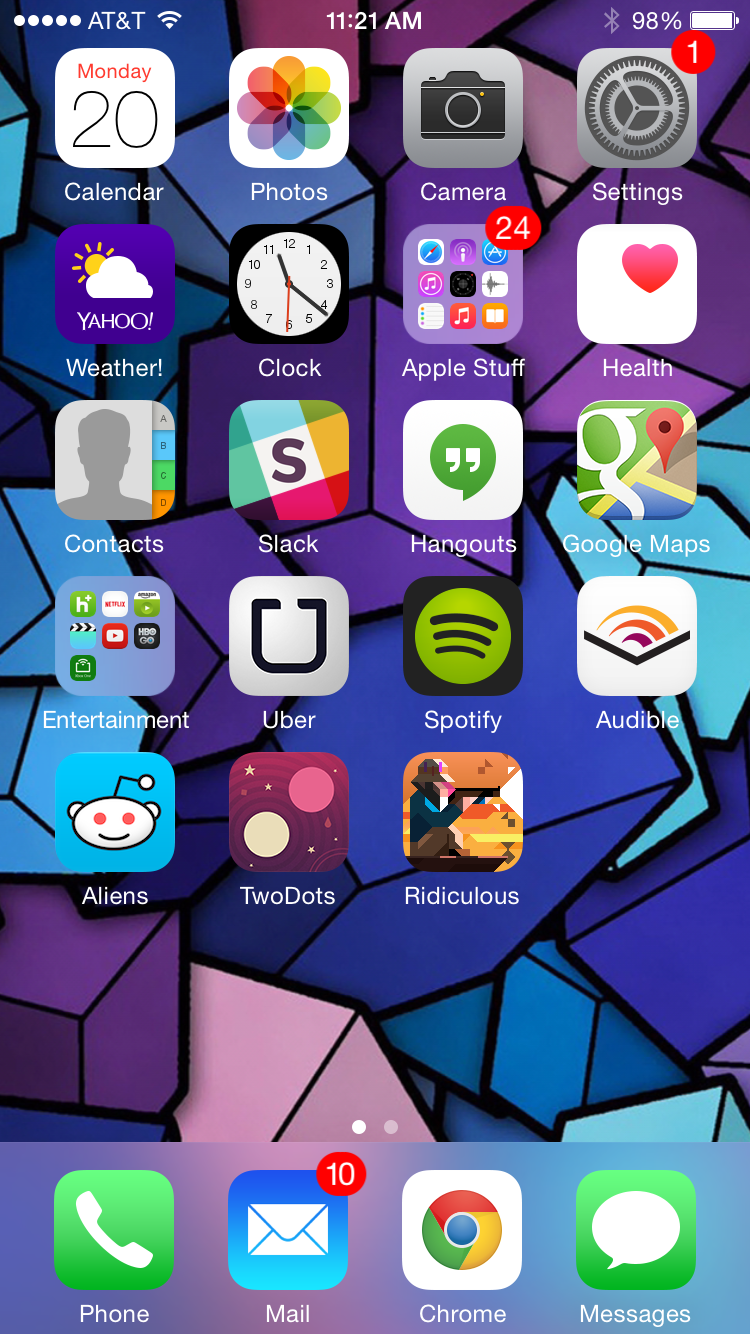 AT&T 11:21 AM 98%
Monday 1
20
Calendar Photos Camera Settings
24
12
11 1
10 2
9 3
8 4
7 5
6
YAHOO!
Weather! Clock Apple Stuff Health
A
B
C
D
S
Contacts Slack Hangouts Google Maps
h+ NETFLIX amazon
HBO
GO
Entertainment Uber Spotify Audible
Aliens TwoDots Ridiculous
10
Phone Mail Chrome Messages